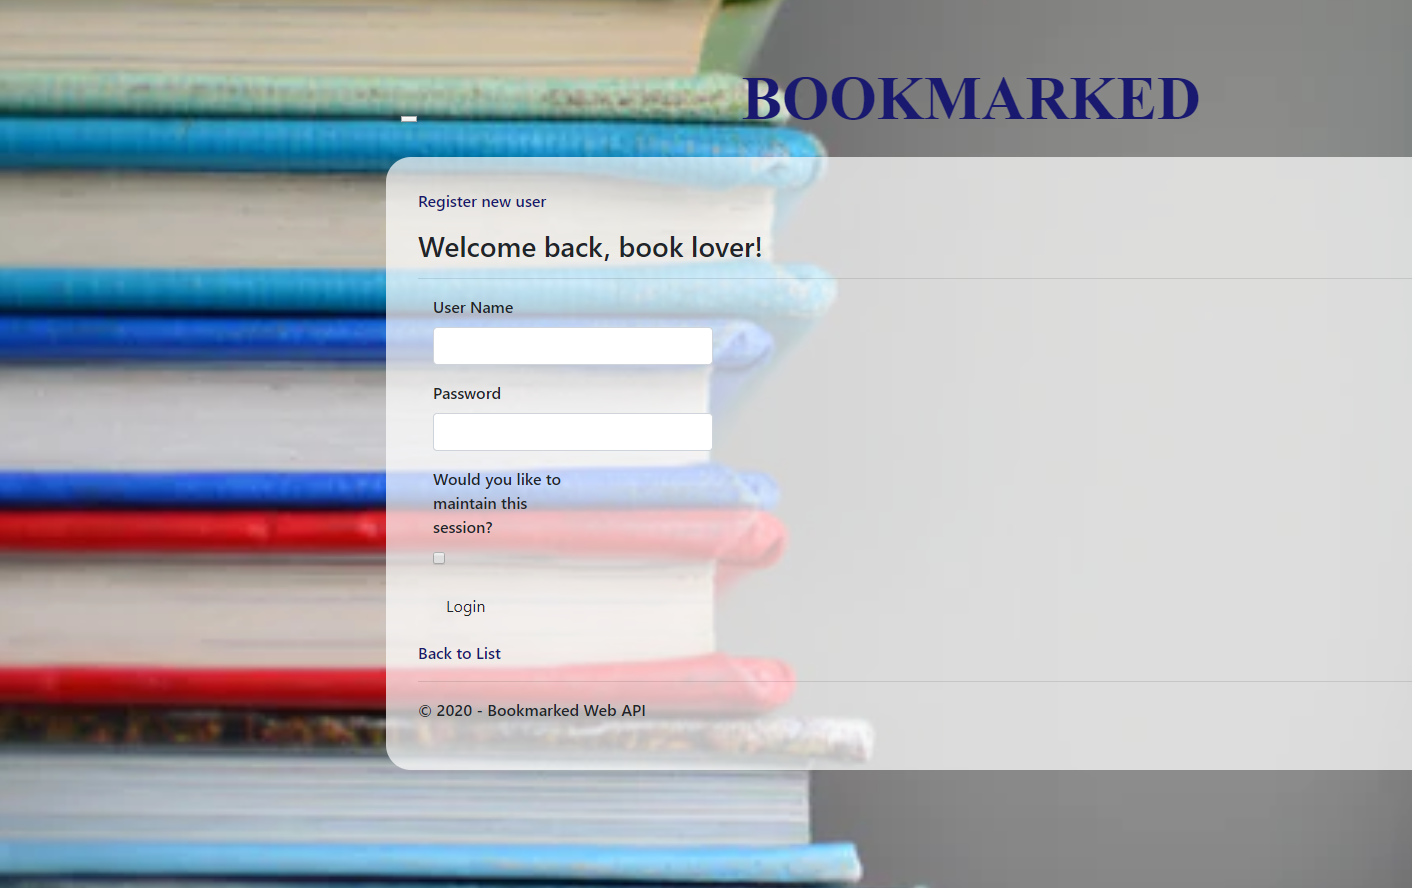 BOOKMARKED
Register new user
Welcome back, book lover!
User Name
Password
Would you like to
maintain this
session?
Login
Back to List
© 2020 - Bookmarked Web API